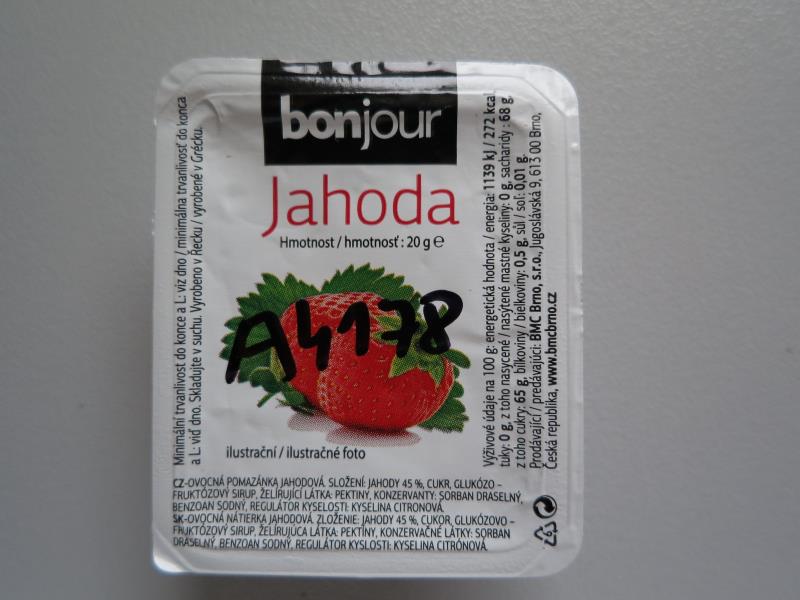 bonjour
Jahoda
Hmotnost / hmotnosť : 20 g e
A4178
ilustrační / ilustračné foto
CZ-OVOCNÁ POMAZÁNKA JAHODOVÁ. SLOŽENÍ: JAHODY 45 %, CUKR, GLUKÓZO –
FRUKTÓZOVÝ SIRUP, ŽELÍRUJÍCÍ LÁTKA: PEKTINY, KONZERVANTY: SORBAN DRASELNÝ,
BENZOAN SODNÝ, REGULÁTOR KYSELOSTI: KYSELINA CITRONOVÁ.
SK-OVOCNÁ NÁTIERKA JAHODOVÁ. ZLOŽENIE: JAHODY 45 %, CUKOR, GLUKÓZOVO –
FRUKTÓZOVÝ SIRUP, ŽELÍRUJÚCA LÁTKA: PEKTÍNY, KONZERVAČNÉ LÁTKY: SORBAN
DRASELNÝ, BENZOAN SODNÝ, REGULÁTOR KYSLOSTI: KYSELINA CITRÓNOVÁ.
Minimální trvanlivost do konce a L: viz dno / minimálna trvanlivosť do konca
a L: viď dno. Skladujte v suchu. Vyrobeno v Řecku / vyrobené v Grécku.
Výživové údaje na 100 g: energetická hodnota / energia: 1139 kJ / 272 kcal,
tuky: 0 g, z toho nasycené / nasýtené mastné kyseliny: 0 g, sacharidy : 68 g,
z toho cukry: 65 g, bílkoviny / bielkoviny: 0,5 g, sůl / soľ: 0,01 g.
Prodávající / predávajúci: BMC Brno, s.r.o., Jugoslávská 9, 613 00 Brno,
Česká republika, www.bmcbrno.cz